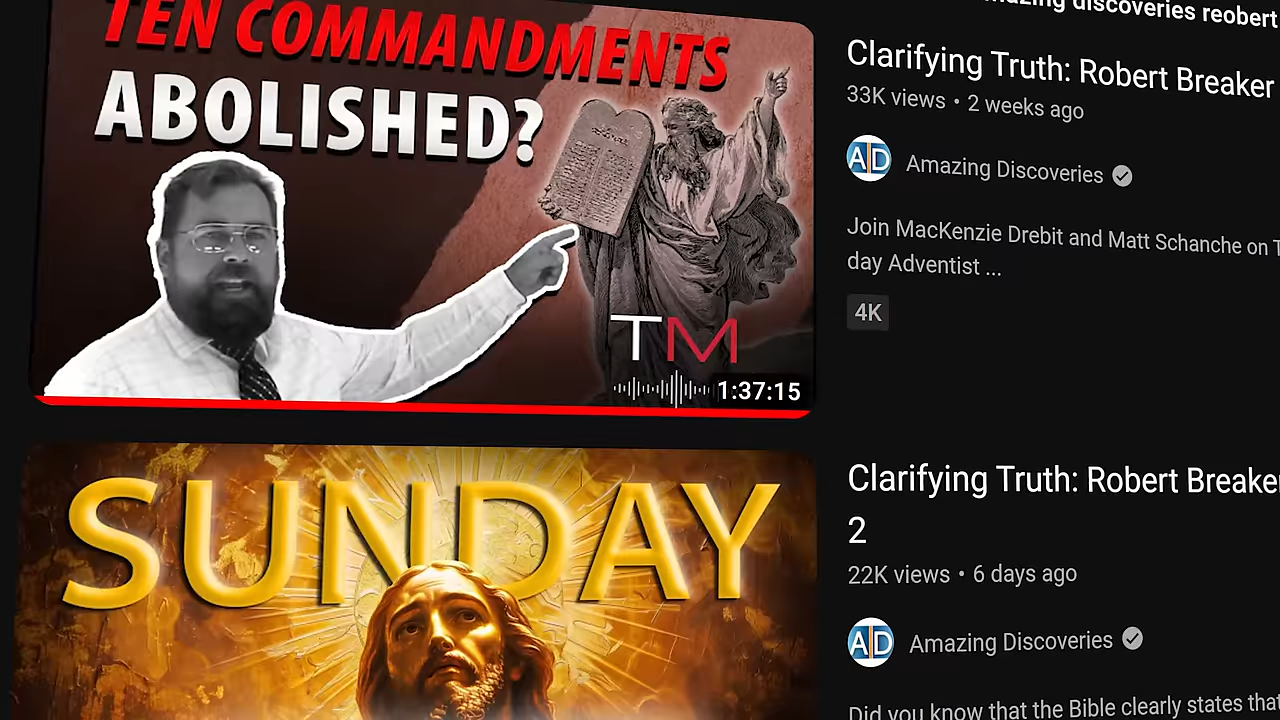 TEN COMMANDMENTS
ABOLISHED?
TM
1:37:15
discoveries reobert
Clarifying Truth: Robert Breaker
33K views • 2 weeks ago
AD Amazing Discoveries
Join MacKenzie Drebit and Matt Schanche on T
day Adventist ...
4K
SUNDAY
Clarifying Truth: Robert Breake
2
22K views • 6 days ago
AD Amazing Discoveries
Did you know that the Bible clearly states that